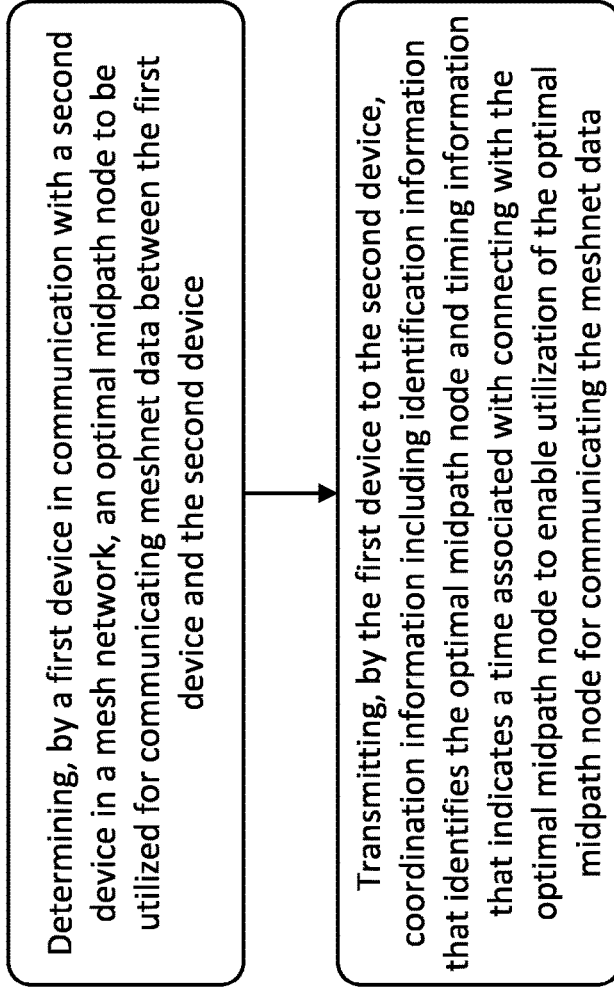 Determining, by a first device in communication with a second
device in a mesh network, an optimal midpath node to be
utilized for communicating meshnet data between the first
device and the second device
Transmitting, by the first device to the second device,
coordination information including identification information
that identifies the optimal midpath node and timing information
that indicates a time associated with connecting with the
optimal midpath node to enable utilization of the optimal
midpath node for communicating the meshnet data